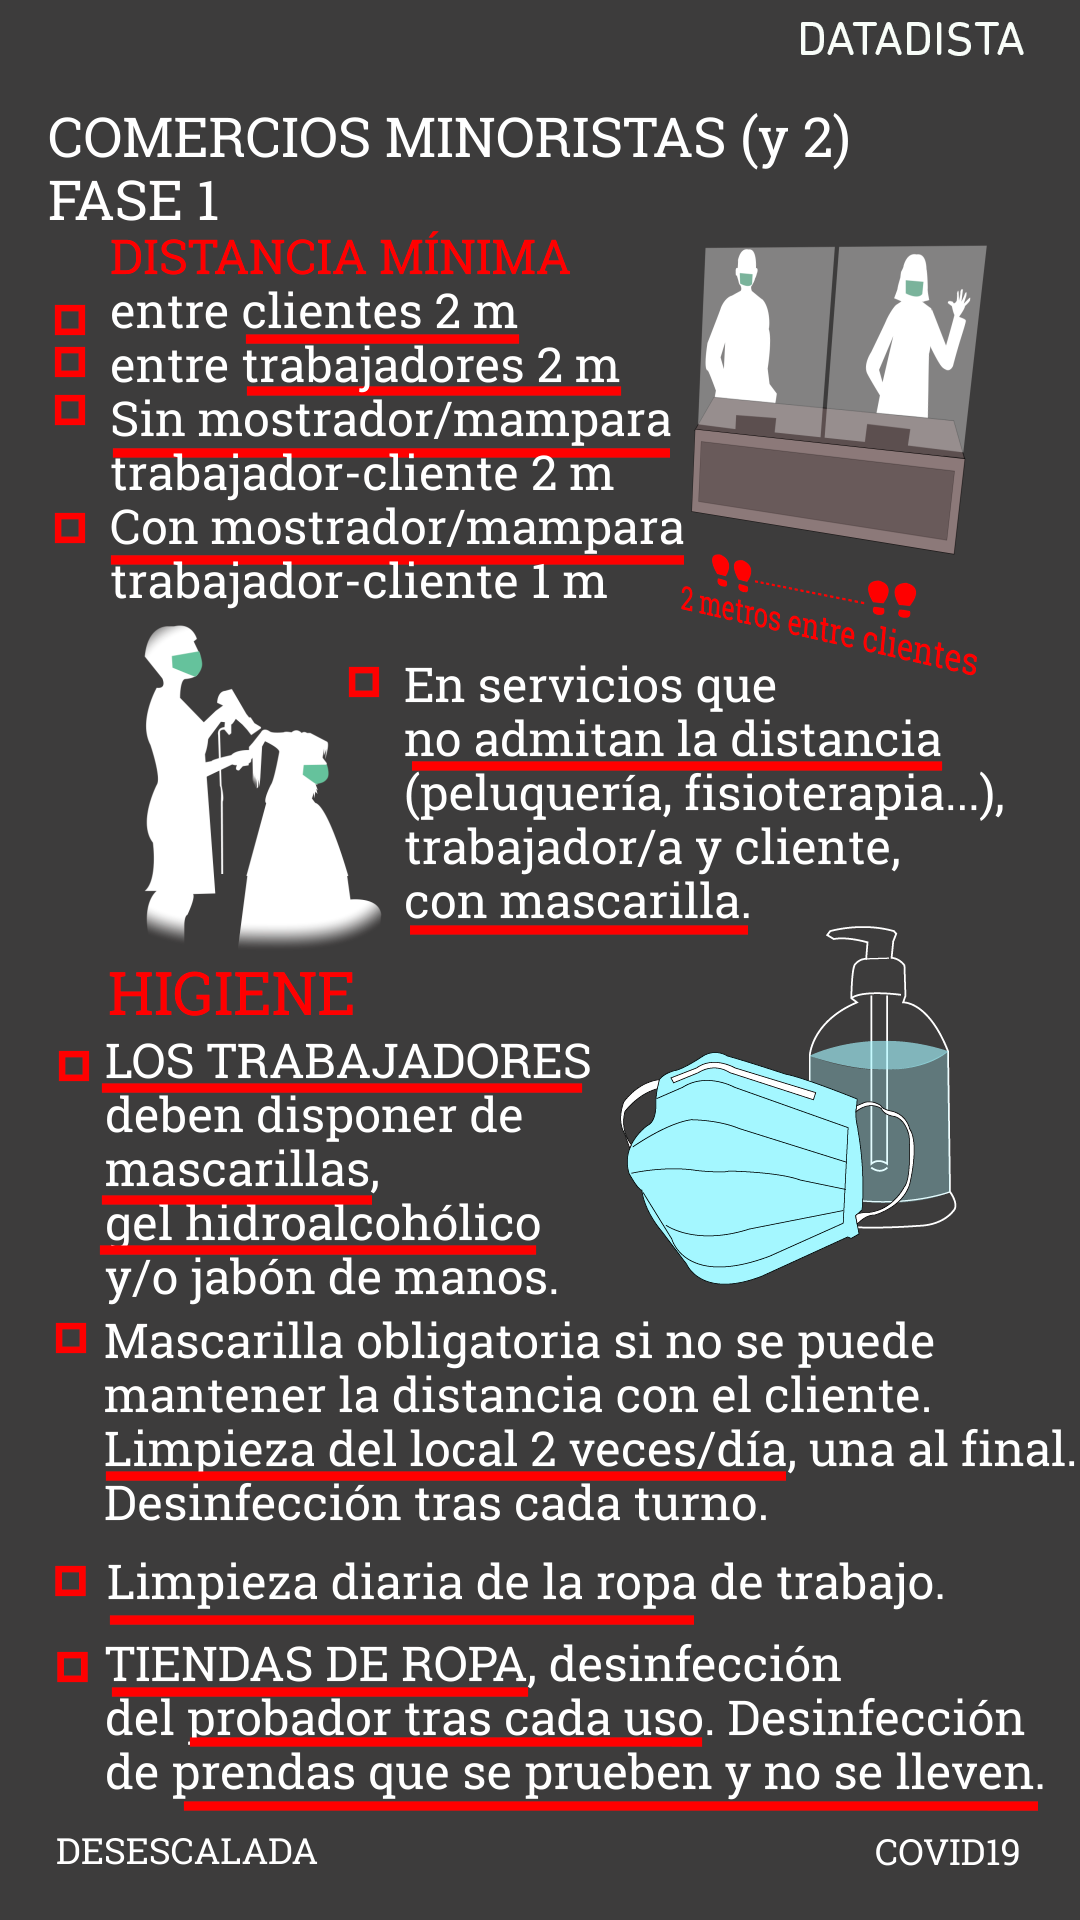 DATADISTA
COMERCIOS MINORISTAS (y 2)
FASE 1
DISTANCIA MÍNIMA
entre clientes 2 m
entre trabajadores 2 m
Sin mostrador/mampara
trabajador-cliente 2 m
Con mostrador/mampara
trabajador-cliente 1 m
2 metros entre clientes
En servicios que
no admitan la distancia
(peluquería, fisioterapia...),
trabajador/a y cliente,
con mascarilla.
HIGIENE
LOS TRABAJADORES
deben disponer de
mascarillas,
gel hidroalcohólico
y/o jabón de manos.
Mascarilla obligatoria si no se puede
mantener la distancia con el cliente.
Limpieza del local 2 veces/día, una al final.
Desinfección tras cada turno.
Limpieza diaria de la ropa de trabajo.
TIENDAS DE ROPA, desinfección
del probador tras cada uso. Desinfección
de prendas que se prueben y no se lleven.
DESESCALADA
COVID19